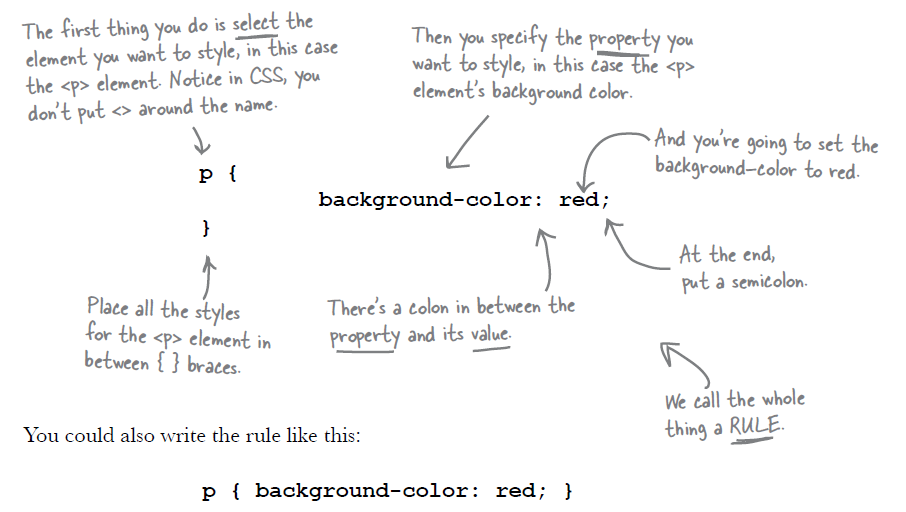 The first thing you do is select the
element you want to style, in this case
the <p> element. Notice in CSS, you
don't put <> around the name.
Then you specify the property you
want to style, in this case the <p>
element's background color.
And you're going to set the
background-color to red.
p {
background-color: red;
}
At the end,
put a semicolon.
Place all the styles
for the <p> element in
between { } braces.
There's a colon in between the
property and its value.
We call the whole
thing a RULE.
You could also write the rule like this:
p { background-color: red; }